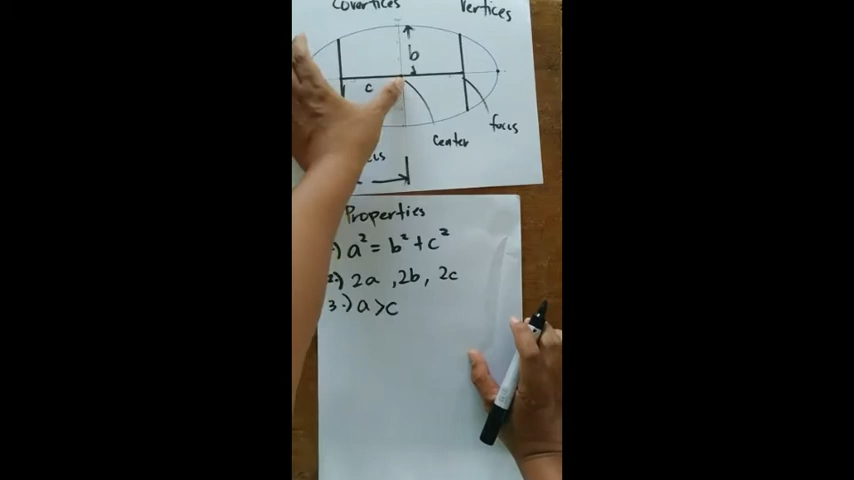 Covertices
Vertices
b
c
focus
center
Properties
a² = b² + c²
2.) 2a , 2b, 2c
3.) a > c